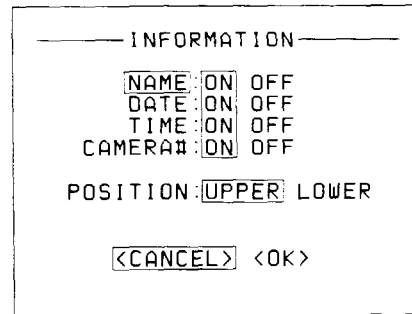 INFORMATION
NAME:ON OFF
DATE:ON OFF
TIME:ON OFF
CAMERA#:ON OFF
POSITION:UPPER LOWER
<CANCEL> <OK>